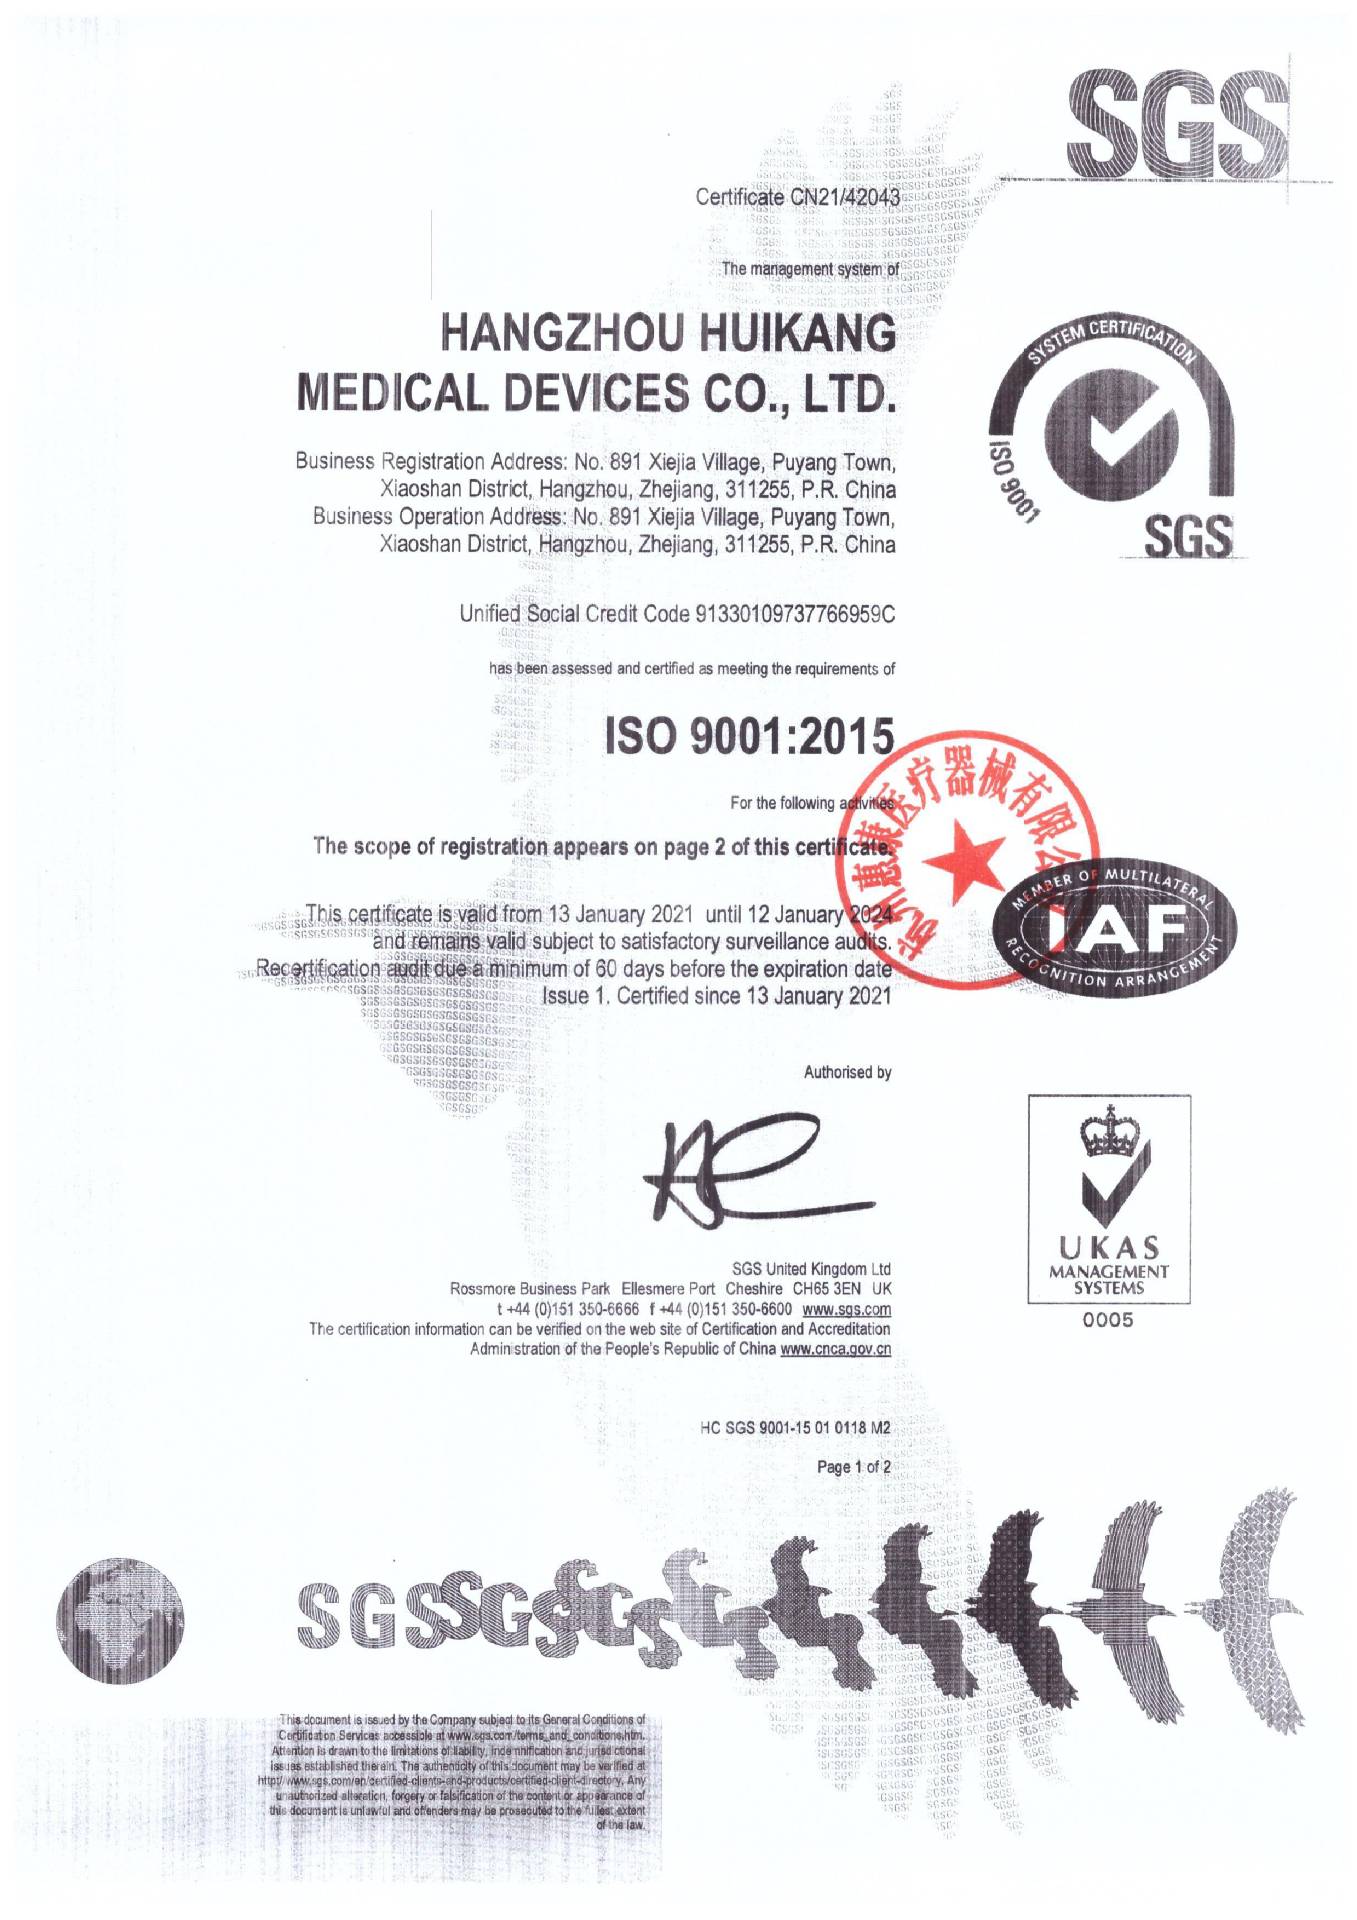 SGS
Certificate CN21/42043
The management system of
HANGZHOU HUIKANG
MEDICAL DEVICES CO., LTD.
SYSTEM CERTIFICATION
ISO 9001
SGS
Business Registration Address: No. 891 Xiejia Village, Puyang Town,
Xiaoshan District, Hangzhou, Zhejiang, 311255, P.R. China
Business Operation Address: No. 891 Xiejia Village, Puyang Town,
Xiaoshan District, Hangzhou, Zhejiang, 311255, P.R. China
Unified Social Credit Code 91330109737766959C
has been assessed and certified as meeting the requirements of
ISO 9001:2015
For the following activities
The scope of registration appears on page 2 of this certificate.
杭州惠康医疗器械有限公
MEMBER OF MULTILATERAL
IAF
RECOGNITION ARRANGEMENT
This certificate is valid from 13 January 2021 until 12 January 2024
and remains valid subject to satisfactory surveillance audits.
Recertification audit due a minimum of 60 days before the expiration date
Issue 1. Certified since 13 January 2021
Authorised by
UKAS
MANAGEMENT
SYSTEMS
0005
SGS United Kingdom Ltd
Rossmore Business Park Ellesmere Port Cheshire CH65 3EN UK
t +44 (0)151 350-6666 f +44 (0)151 350-6600 www.sgs.com
The certification information can be verified on the web site of Certification and Accreditation
Administration of the People's Republic of China www.cnca.gov.cn
HC SGS 9001-15 01 0118 M2
Page 1 of 2
SGSSGSSGS
This document is issued by the Company subject to its General Conditions of
Certification Services accessible at www.sgs.com/terms_and_conditions.htm.
Attention is drawn to the limitations of liability, indemnification and jurisdictional
issues established therein. The authenticity of this document may be verified at
http//www.sgs.com/en/certified-clients-and-products/certified-client-directory. Any
unauthorized alteration, forgery or falsification of the content or appearance of
this document is unlawful and offenders may be prosecuted to the fullest extent
of the law.